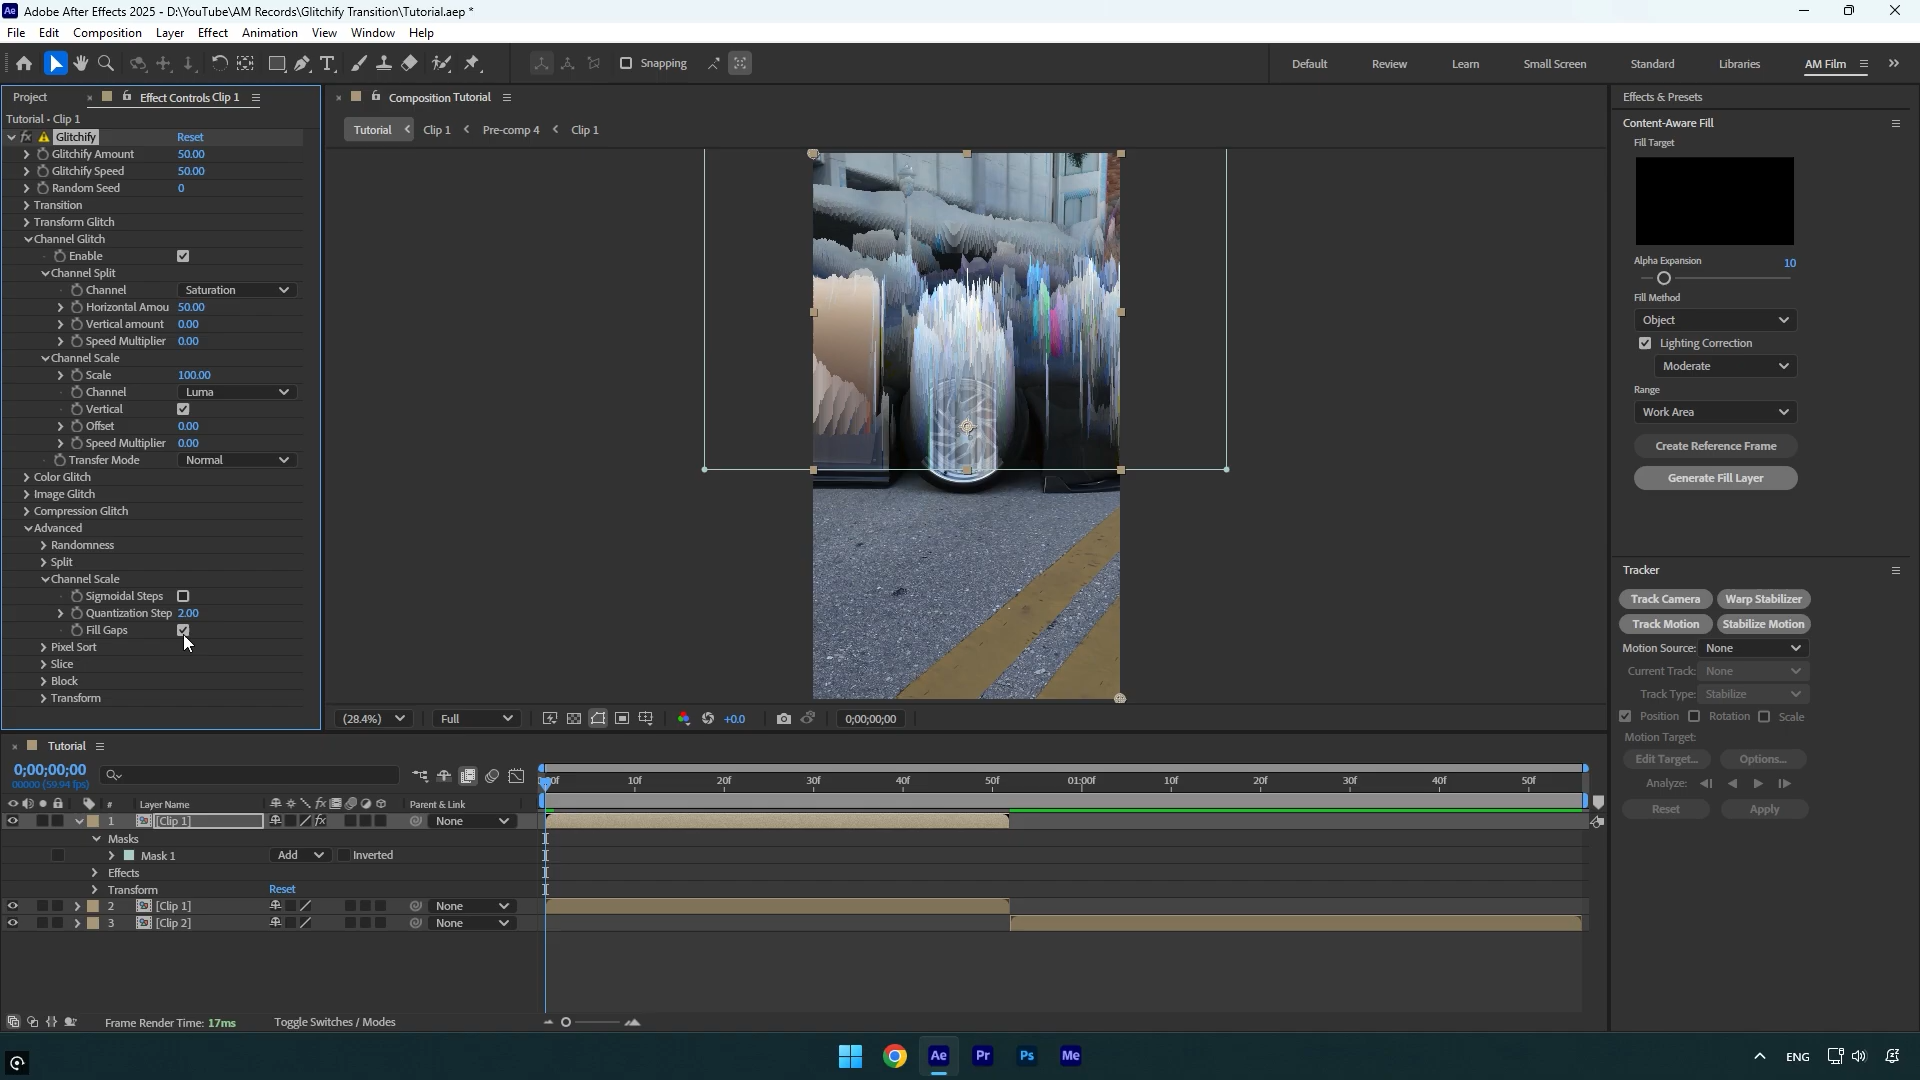 Adobe After Effects 2025 - D:\YouTube\AM Records\Glitchify Transition\Tutorial.aep *
File Edit Composition Layer Effect Animation View Window Help
Snapping
Default Review Learn Small Screen Standard Libraries AM Film
Project
Effect Controls Clip 1
Tutorial • Clip 1
Glitchify Reset
Glitchify Amount 50.00
Glitchify Speed 50.00
Random Seed 0
Transition
Transform Glitch
Channel Glitch
Enable
Channel Split
Channel Saturation
Horizontal Amou 50.00
Vertical amount 0.00
Speed Multiplier 0.00
Channel Scale
Scale 100.00
Channel Luma
Vertical
Offset 0.00
Speed Multiplier 0.00
Transfer Mode Normal
Color Glitch
Image Glitch
Compression Glitch
Advanced
Randomness
Split
Channel Scale
Sigmoidal Steps
Quantization Step 2.00
Fill Gaps
Pixel Sort
Slice
Block
Transform
Composition Tutorial
Tutorial Clip 1 Pre-comp 4 Clip 1
(28.4%) Full +0.0 0;00;00;00
Effects & Presets
Content-Aware Fill
Fill Target
Alpha Expansion 10
Fill Method
Object
Lighting Correction
Moderate
Range
Work Area
Create Reference Frame
Generate Fill Layer
Tracker
Track Camera Warp Stabilizer
Track Motion Stabilize Motion
Motion Source: None
Current Track: None
Track Type: Stabilize
Position Rotation Scale
Motion Target:
Edit Target... Options...
Analyze:
Reset Apply
Tutorial
0;00;00;00
00000 (59.94 fps)
# Layer Name Parent & Link
10f 20f 30f 40f 50f 01:00f 10f 20f 30f 40f 50f
1 [Clip 1] None
Masks
Mask 1 Add Inverted
Effects
Transform Reset
2 [Clip 1] None
3 [Clip 2] None
Frame Render Time: 17ms Toggle Switches / Modes
Ae Pr Ps Me
ENG